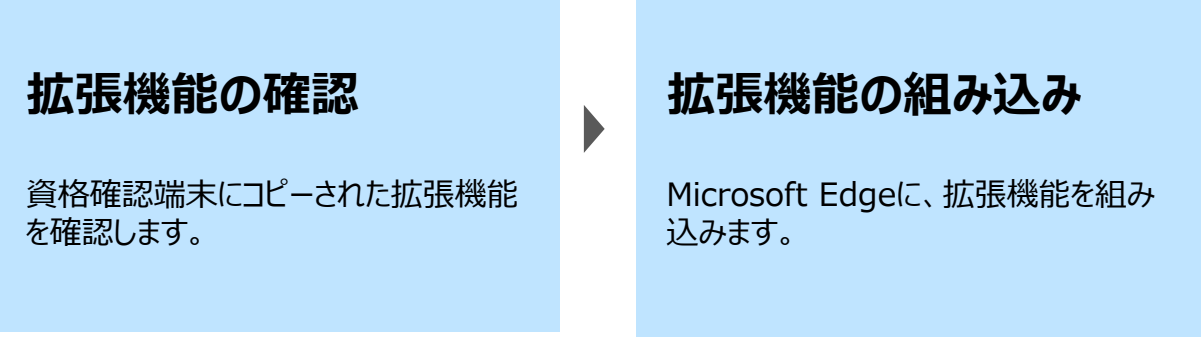 拡張機能の確認
資格確認端末にコピーされた拡張機能
を確認します。
拡張機能の組み込み
Microsoft Edgeに、拡張機能を組み
込みます。